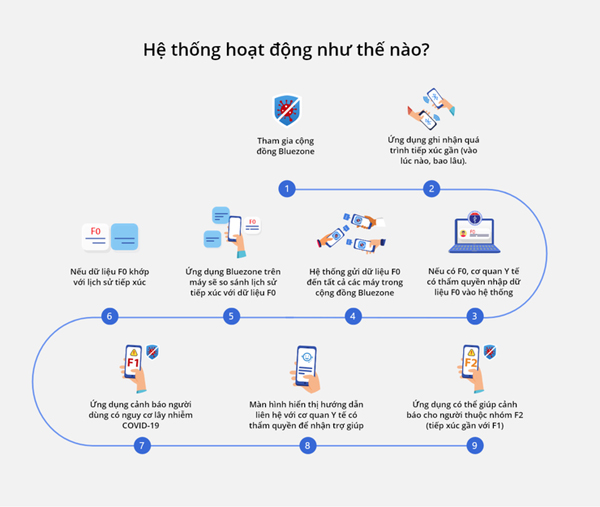 Hệ thống hoạt động như thế nào?
Tham gia cộng
đồng Bluezone
Ứng dụng ghi nhận quá
trình tiếp xúc gần (vào
lúc nào, bao lâu).
1
2
F0
Nếu có F0, cơ quan Y tế
có thẩm quyền nhập dữ
liệu F0 vào hệ thống
3
Hệ thống gửi dữ liệu F0
đến tất cả các máy trong
cộng đồng Bluezone
4
F0
Ứng dụng Bluezone trên
máy sẽ so sánh lịch sử
tiếp xúc với dữ liệu F0
5
F0
Nếu dữ liệu F0 khớp
với lịch sử tiếp xúc
6
F1
Ứng dụng cảnh báo người
dùng có nguy cơ lây nhiễm
COVID-19
7
Màn hình hiển thị hướng dẫn
liên hệ với cơ quan Y tế có
thẩm quyền để nhận trợ giúp
8
F2
Ứng dụng có thể giúp cảnh
báo cho người thuộc nhóm F2
(tiếp xúc gần với F1)
9